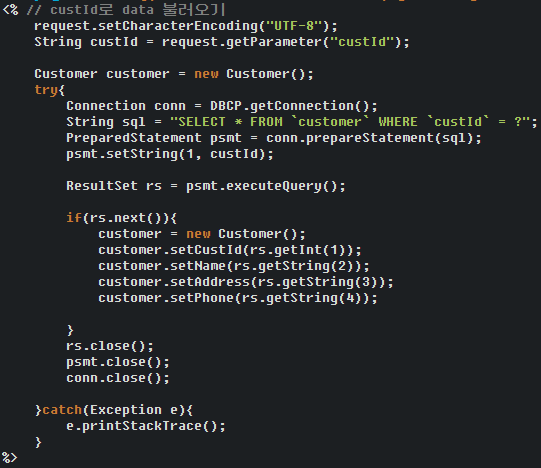 <% // custId로 data 불러오기
    request.setCharacterEncoding("UTF-8");
    String custId = request.getParameter("custId");

    Customer customer = new Customer();
    try{
        Connection conn = DBCP.getConnection();
        String sql = "SELECT * FROM `customer` WHERE `custId` = ?";
        PreparedStatement psmt = conn.prepareStatement(sql);
        psmt.setString(1, custId);

        ResultSet rs = psmt.executeQuery();

        if(rs.next()){
            customer = new Customer();
            customer.setCustId(rs.getInt(1));
            customer.setName(rs.getString(2));
            customer.setAddress(rs.getString(3));
            customer.setPhone(rs.getString(4));

        }
        rs.close();
        psmt.close();
        conn.close();

    }catch(Exception e){
        e.printStackTrace();
    }
%>